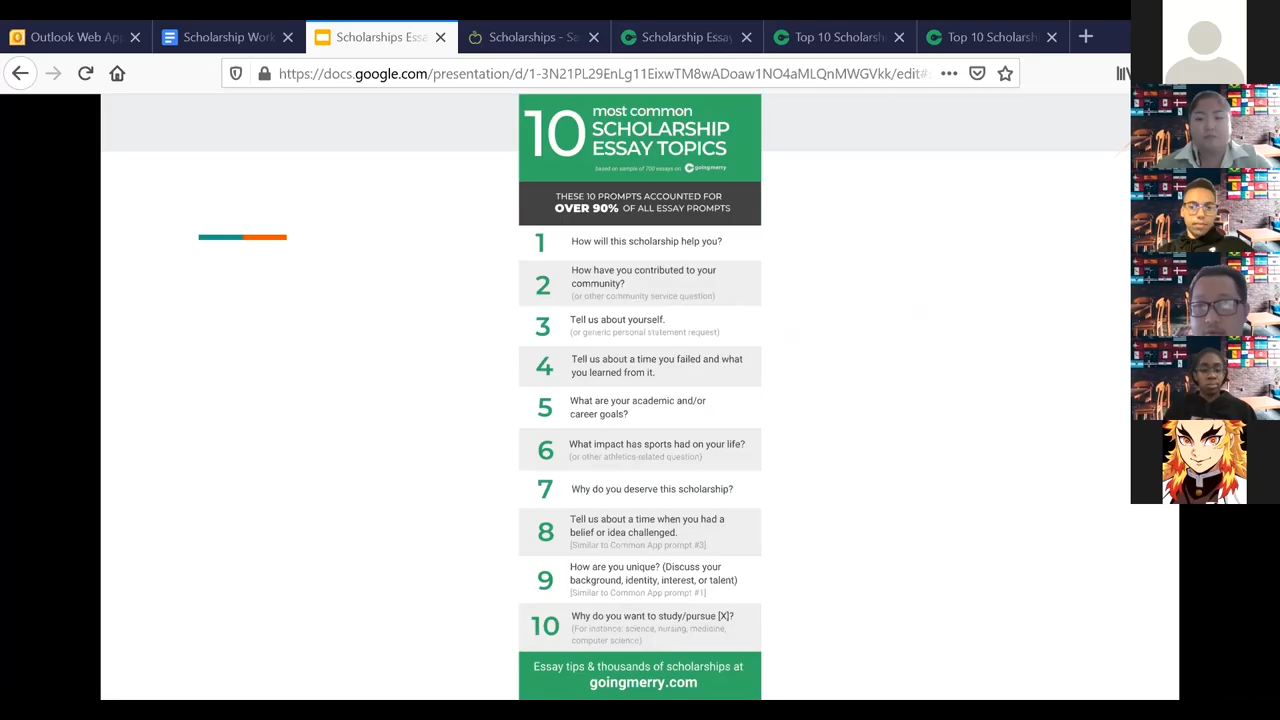 Outlook Web Ap
Scholarship Work
Scholarships Essa
Scholarships - Sa
Scholarship Essay
Top 10 Scholarsh
Top 10 Scholarsh
https://docs.google.com/presentation/d/1-3N21PL29EnLg11EixwTM8wADoaw1NO4aMLQnMWGVkk/edit#
10
most common
SCHOLARSHIP
ESSAY TOPICS
based on sample of 700 essays on goingmerry
THESE 10 PROMPTS ACCOUNTED FOR
OVER 90% OF ALL ESSAY PROMPTS
1 How will this scholarship help you?
2 How have you contributed to your
community?
(or other community service question)
3 Tell us about yourself.
(or generic personal statement request)
4 Tell us about a time you failed and what
you learned from it.
5 What are your academic and/or
career goals?
6 What impact has sports had on your life?
(or other athletics-related question)
7 Why do you deserve this scholarship?
8 Tell us about a time when you had a
belief or idea challenged.
[Similar to Common App prompt #3]
9 How are you unique? (Discuss your
background, identity, interest, or talent)
[Similar to Common App prompt #1]
10 Why do you want to study/pursue [X]?
(For instance: science, nursing, medicine,
computer science)
Essay tips & thousands of scholarships at
goingmerry.com